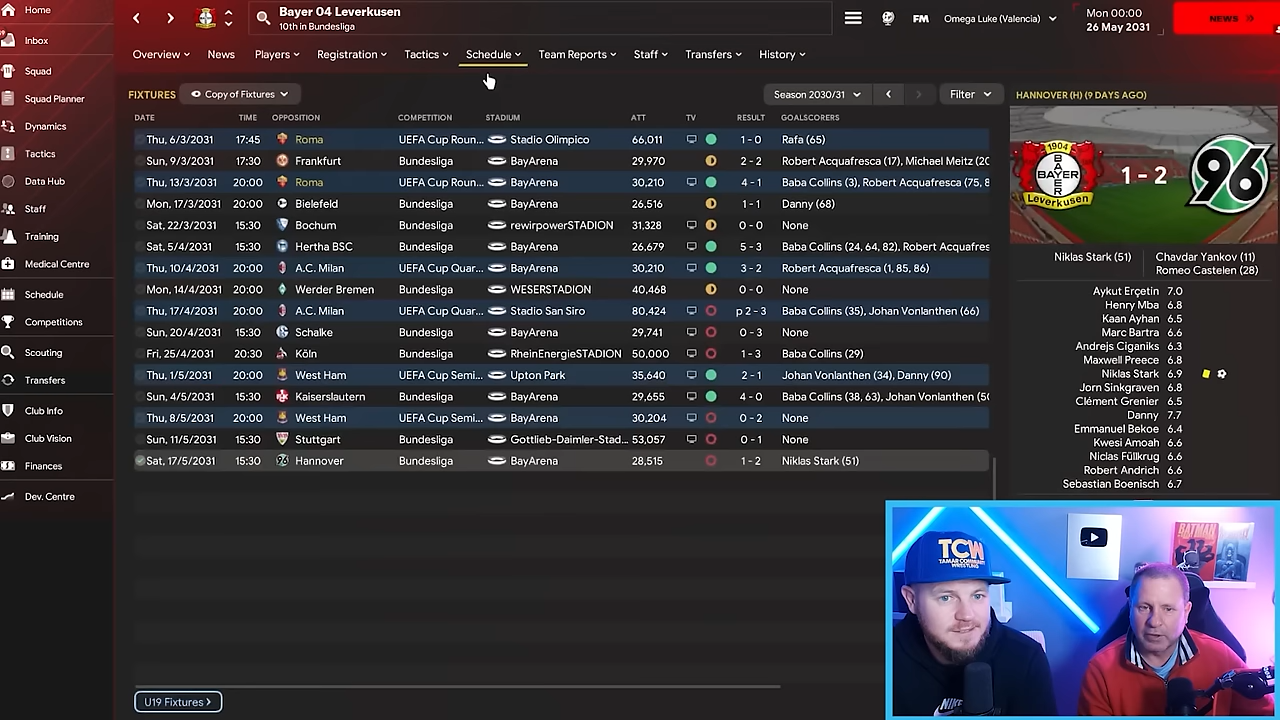 Home
Inbox
Squad
Squad Planner
Dynamics
Tactics
Data Hub
Staff
Training
Medical Centre
Schedule
Competitions
Scouting
Transfers
Club Info
Club Vision
Finances
Dev. Centre
Bayer 04 Leverkusen
10th in Bundesliga
FM
Omega Luke (Valencia)
Mon 00:00
26 May 2031
NEWS
Overview News Players Registration Tactics Schedule Team Reports Staff Transfers History
FIXTURES Copy of Fixtures Season 2030/31 Filter
DATE TIME OPPOSITION COMPETITION STADIUM ATT TV RESULT GOALSCORERS
Thu, 6/3/2031 17:45 Roma UEFA Cup Roun... Stadio Olimpico 66,011 1 - 0 Rafa (65)
Sun, 9/3/2031 17:30 Frankfurt Bundesliga BayArena 29,970 2 - 2 Robert Acquafresca (17), Michael Meitz (20
Thu, 13/3/2031 20:00 Roma UEFA Cup Roun... BayArena 30,210 4 - 1 Baba Collins (3), Robert Acquafresca (75, 8
Mon, 17/3/2031 20:00 Bielefeld Bundesliga BayArena 26,516 1 - 1 Danny (68)
Sat, 22/3/2031 15:30 Bochum Bundesliga rewirpowerSTADION 31,328 0 - 0 None
Sat, 5/4/2031 15:30 Hertha BSC Bundesliga BayArena 26,679 5 - 3 Baba Collins (24, 64, 82), Robert Acquafres
Thu, 10/4/2031 20:00 A.C. Milan UEFA Cup Quar... BayArena 30,210 3 - 2 Robert Acquafresca (1, 85, 86)
Mon, 14/4/2031 20:00 Werder Bremen Bundesliga WESERSTADION 40,468 0 - 0 None
Thu, 17/4/2031 20:00 A.C. Milan UEFA Cup Quar... Stadio San Siro 80,424 p 2 - 3 Baba Collins (35), Johan Vonlanthen (66)
Sun, 20/4/2031 15:30 Schalke Bundesliga BayArena 29,741 0 - 3 None
Fri, 25/4/2031 20:30 Köln Bundesliga RheinEnergieSTADION 50,000 1 - 3 Baba Collins (29)
Thu, 1/5/2031 20:00 West Ham UEFA Cup Semi... Upton Park 35,640 2 - 1 Johan Vonlanthen (34), Danny (90)
Sun, 4/5/2031 15:30 Kaiserslautern Bundesliga BayArena 29,655 4 - 0 Baba Collins (38, 63), Johan Vonlanthen (50
Thu, 8/5/2031 20:00 West Ham UEFA Cup Semi... BayArena 30,204 0 - 2 None
Sun, 11/5/2031 15:30 Stuttgart Bundesliga Gottlieb-Daimler-Stad... 53,057 0 - 1 None
Sat, 17/5/2031 15:30 Hannover Bundesliga BayArena 28,515 1 - 2 Niklas Stark (51)
U19 Fixtures
HANNOVER (H) (9 DAYS AGO)
1904
BAYER
BAYER
Leverkusen
1 - 2
96
Niklas Stark (51) Chavdar Yankov (11)
Romeo Castelen (28)
Aykut Erçetin 7.0
Henry Mba 6.8
Kaan Ayhan 6.5
Marc Bartra 6.6
Andrejs Ciganiks 6.3
Maxwell Preece 6.8
Niklas Stark 6.9
Jorn Sinkgraven 6.8
Clément Grenier 6.5
Danny 7.7
Emmanuel Bekoe 6.4
Kwesi Amoah 6.6
Niclas Füllkrug 6.6
Robert Andrich 6.6
Sebastian Boenisch 6.7
TCW
TAMAR COMMUNITY
WRESTLING
BATMAN
NIKE